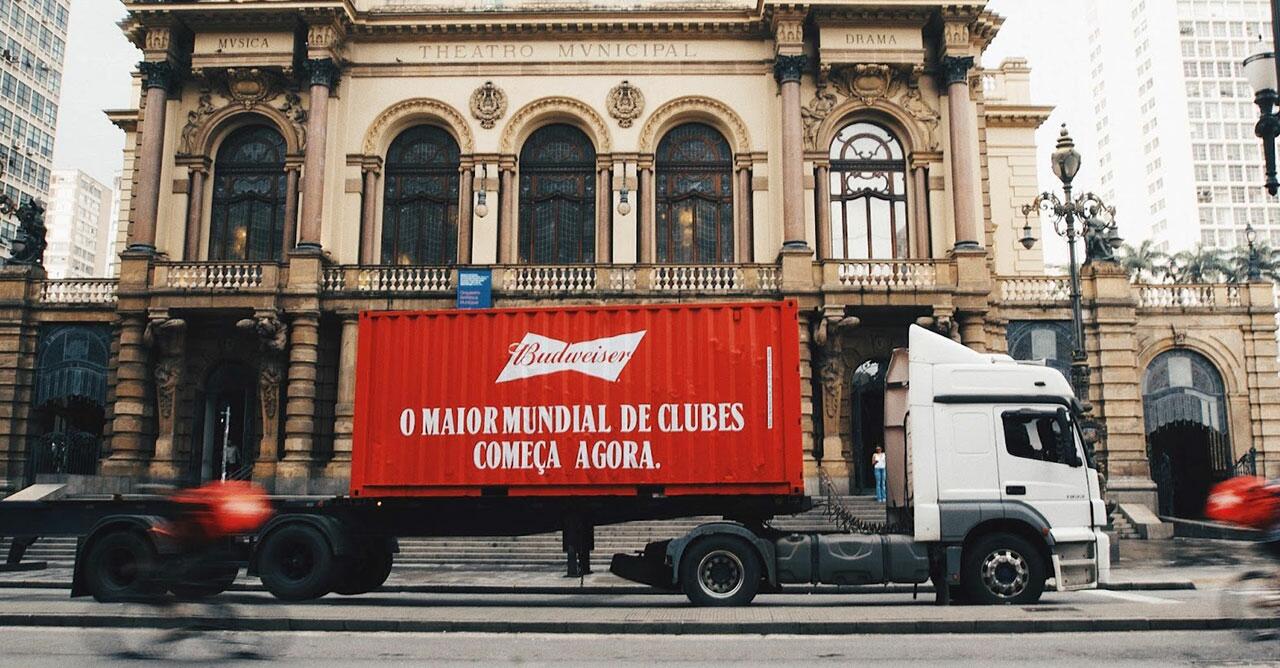 MVSICA
THEATRO MVNICIPAL
DRAMA
Budweiser
O MAIOR MUNDIAL DE CLUBES
COMEÇA AGORA.